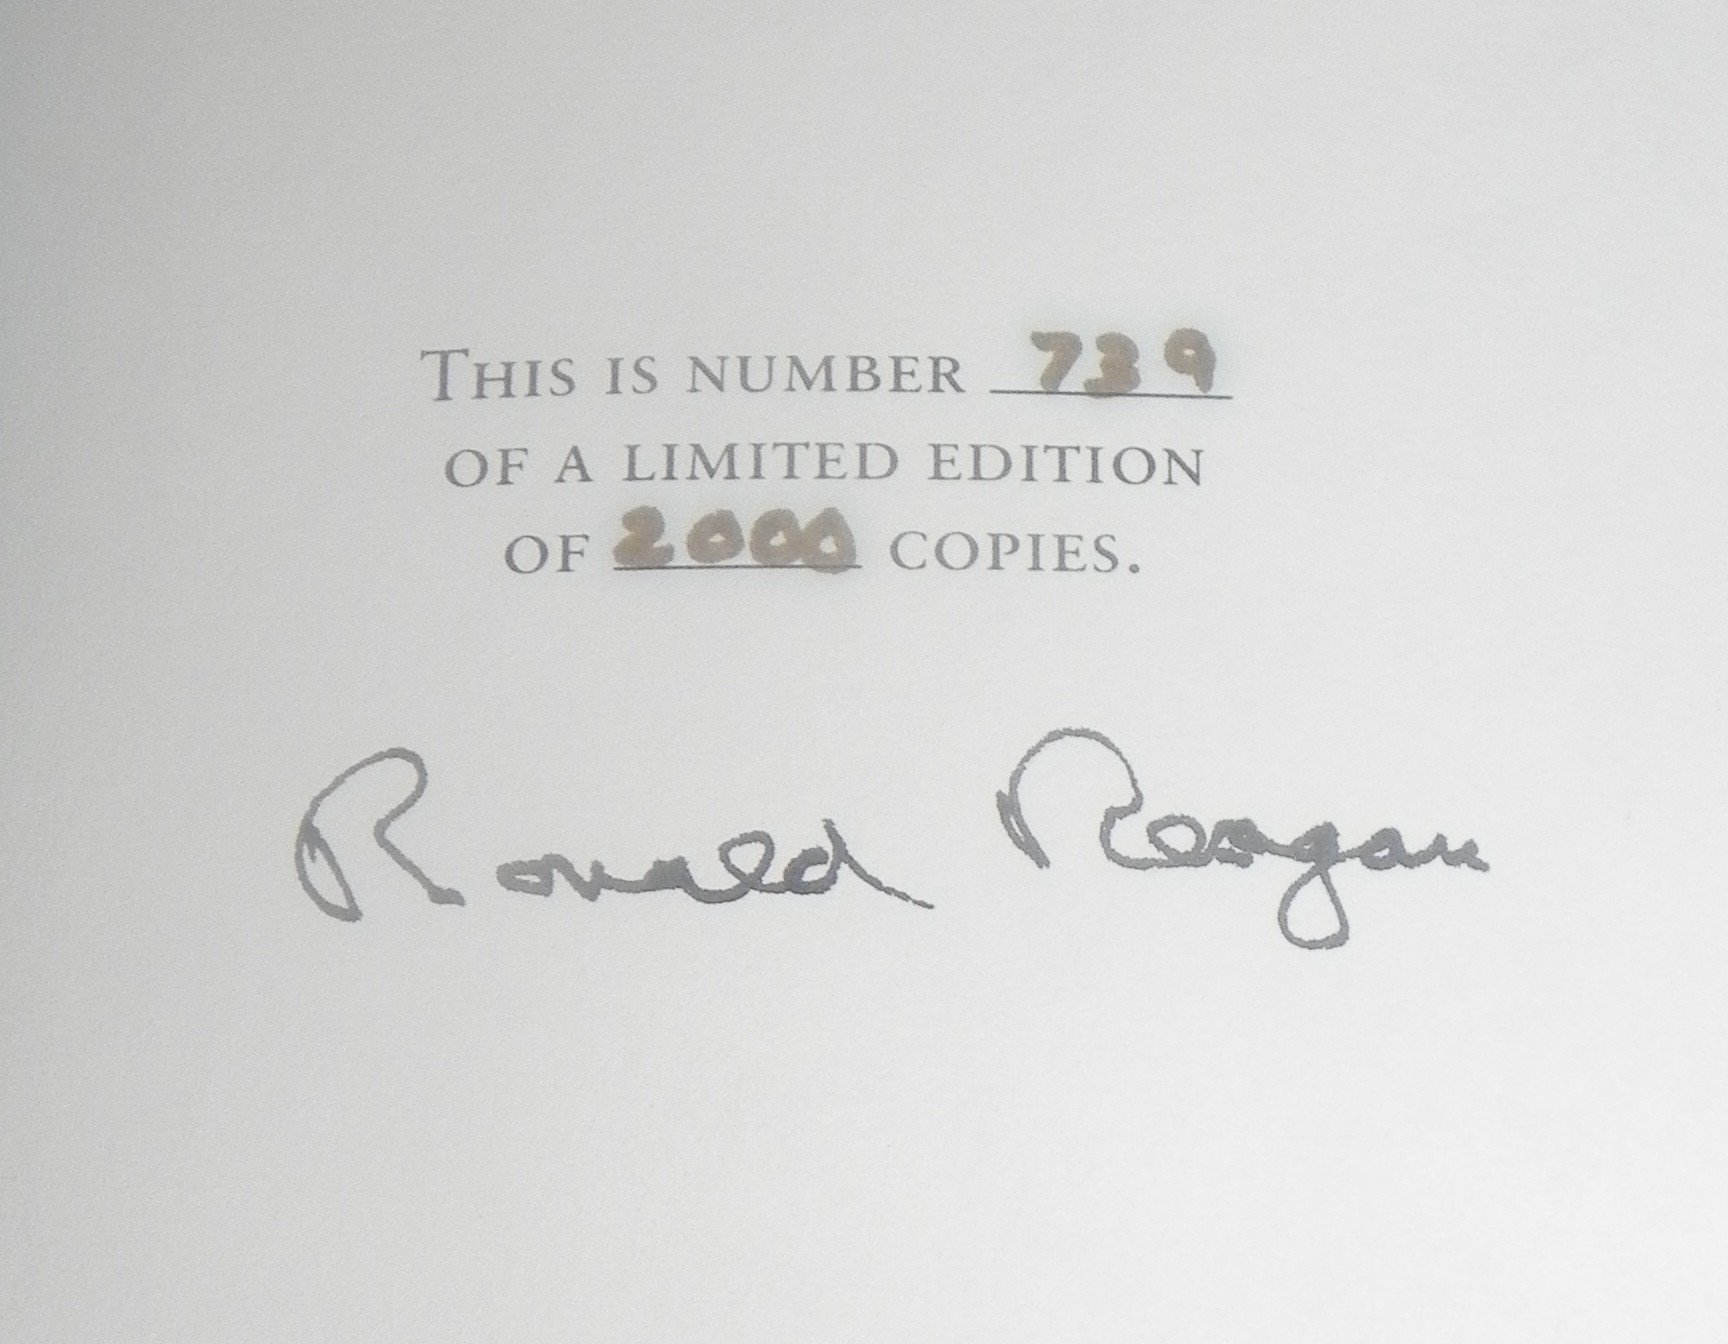 THIS IS NUMBER 739
OF A LIMITED EDITION
OF 2000 COPIES.
Ronald Reagan